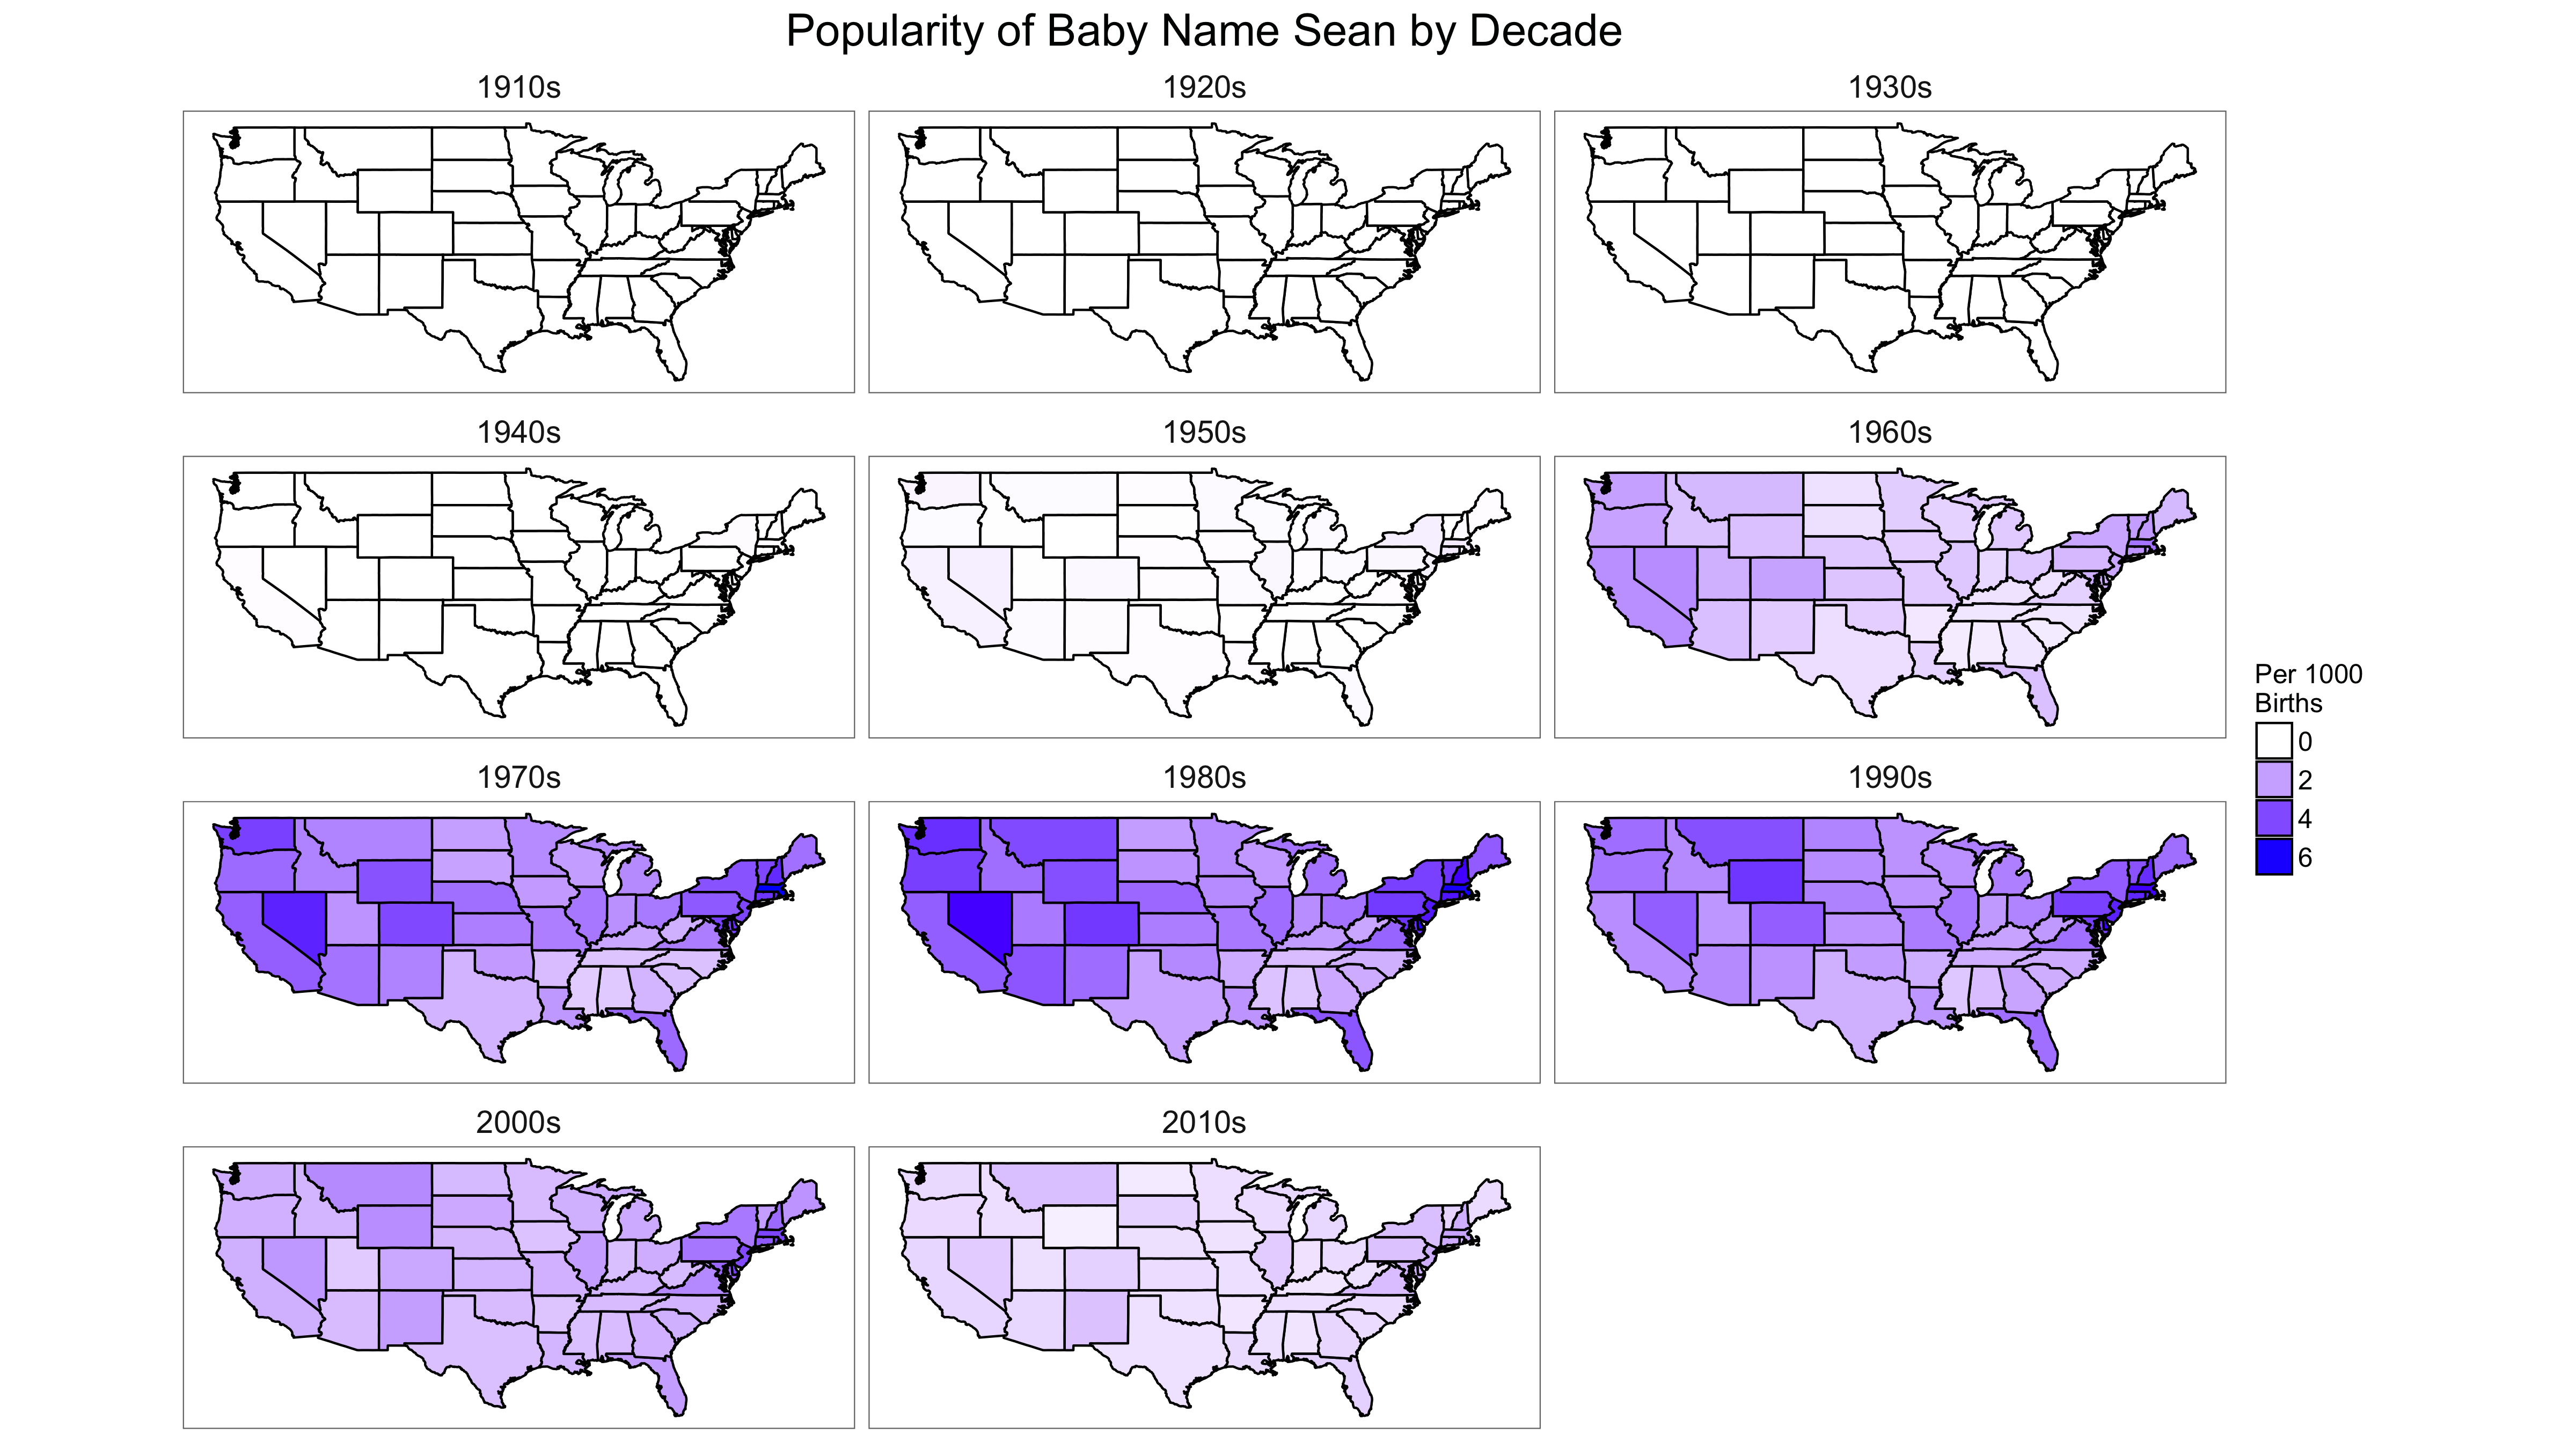 Popularity of Baby Name Sean by Decade
1910s
1920s
1930s
1940s
1950s
1960s
1970s
1980s
1990s
2000s
2010s
Per 1000
Births
0
2
4
6